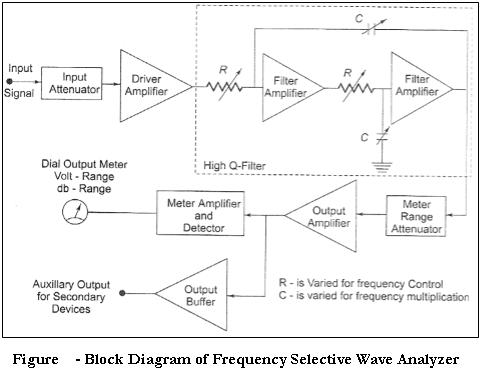 Input
Signal
Input
Attenuator
Driver
Amplifier
R
Filter
Amplifier
R
Filter
Amplifier
C
C
High Q-Filter
Dial Output Meter
Volt - Range
db - Range
Meter Amplifier
and
Detector
Output
Amplifier
Meter
Range
Attenuator
Auxillary Output
for Secondary
Devices
Output
Buffer
R - is Varied for frequency Control
C - is varied for frequency multiplication
Figure - Block Diagram of Frequency Selective Wave Analyzer